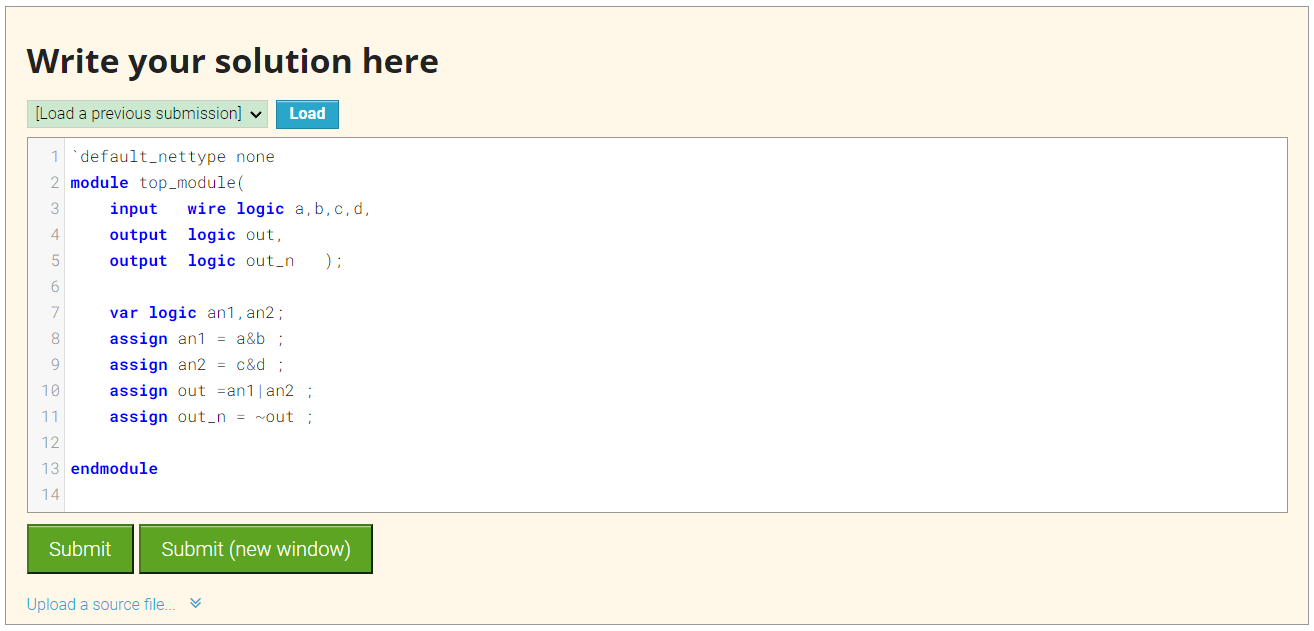 Write your solution here
[Load a previous submission] Load
1 `default_nettype none
2 module top_module(
3     input   wire logic a,b,c,d,
4     output  logic out,
5     output  logic out_n   );
6
7     var logic an1,an2;
8     assign an1 = a&b ;
9     assign an2 = c&d ;
10     assign out =an1|an2 ;
11     assign out_n = ~out ;
12
13 endmodule
14
Submit Submit (new window)
Upload a source file...